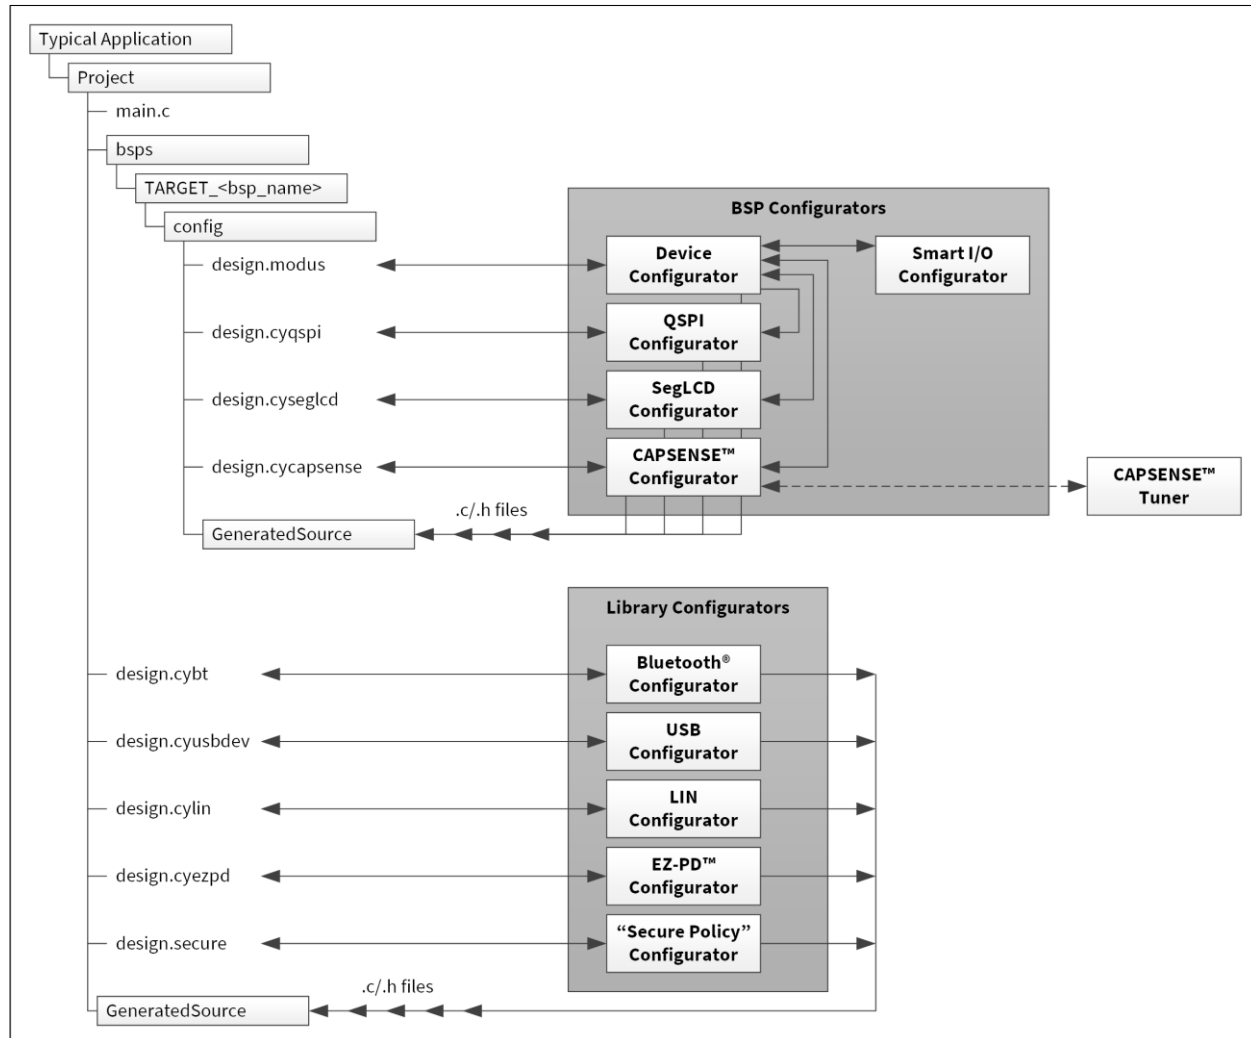 Typical Application
Project
main.c
bsps
TARGET_<bsp_name>
config
BSP Configurators
design.modus
Device
Configurator
Smart I/O
Configurator
design.cyqspi
QSPI
Configurator
design.cyseglcd
SegLCD
Configurator
design.cycapsense
CAPSENSE™
Configurator
CAPSENSE™
Tuner
.c/.h files
GeneratedSource
Library Configurators
design.cybt
Bluetooth®
Configurator
design.cyusbdev
USB
Configurator
design.cylin
LIN
Configurator
design.cyezpd
EZ-PD™
Configurator
design.secure
“Secure Policy”
Configurator
.c/.h files
GeneratedSource